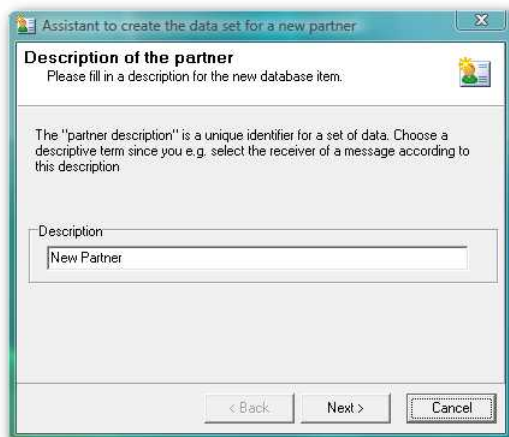 Assistant to create the data set for a new partner
Description of the partner
Please fill in a description for the new database item.
The "partner description" is a unique identifier for a set of data. Choose a
descriptive term since you e.g. select the receiver of a message according to
this description
Description
New Partner
< Back
Next >
Cancel